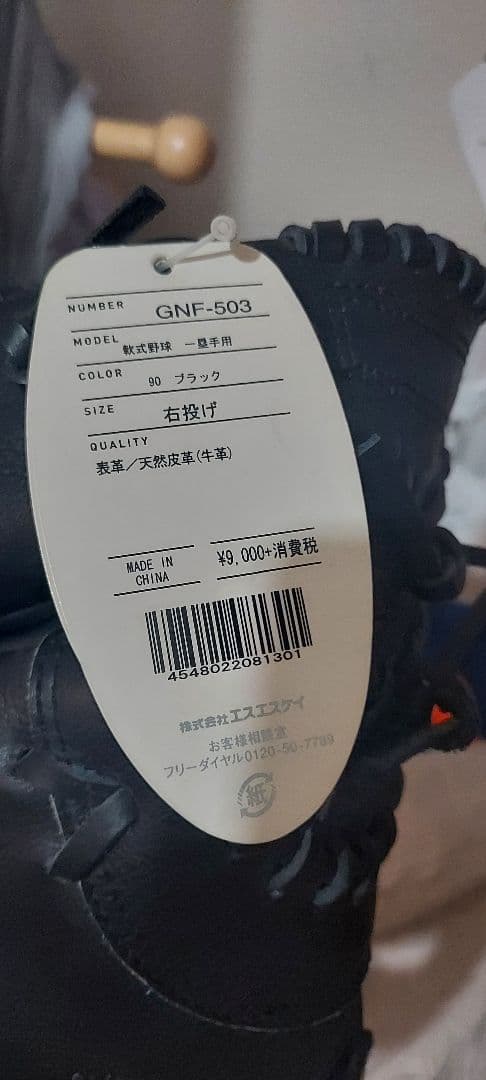 NUMBER GNF-503
MODEL 軟式野球 一塁手用
COLOR 90 ブラック
SIZE 右投げ
QUALITY
表革／天然皮革(牛革)
MADE IN CHINA ¥9,000+消費税
4548022081301
株式会社エスエスケイ
お客様相談室
フリーダイヤル0120-50-7789
紙